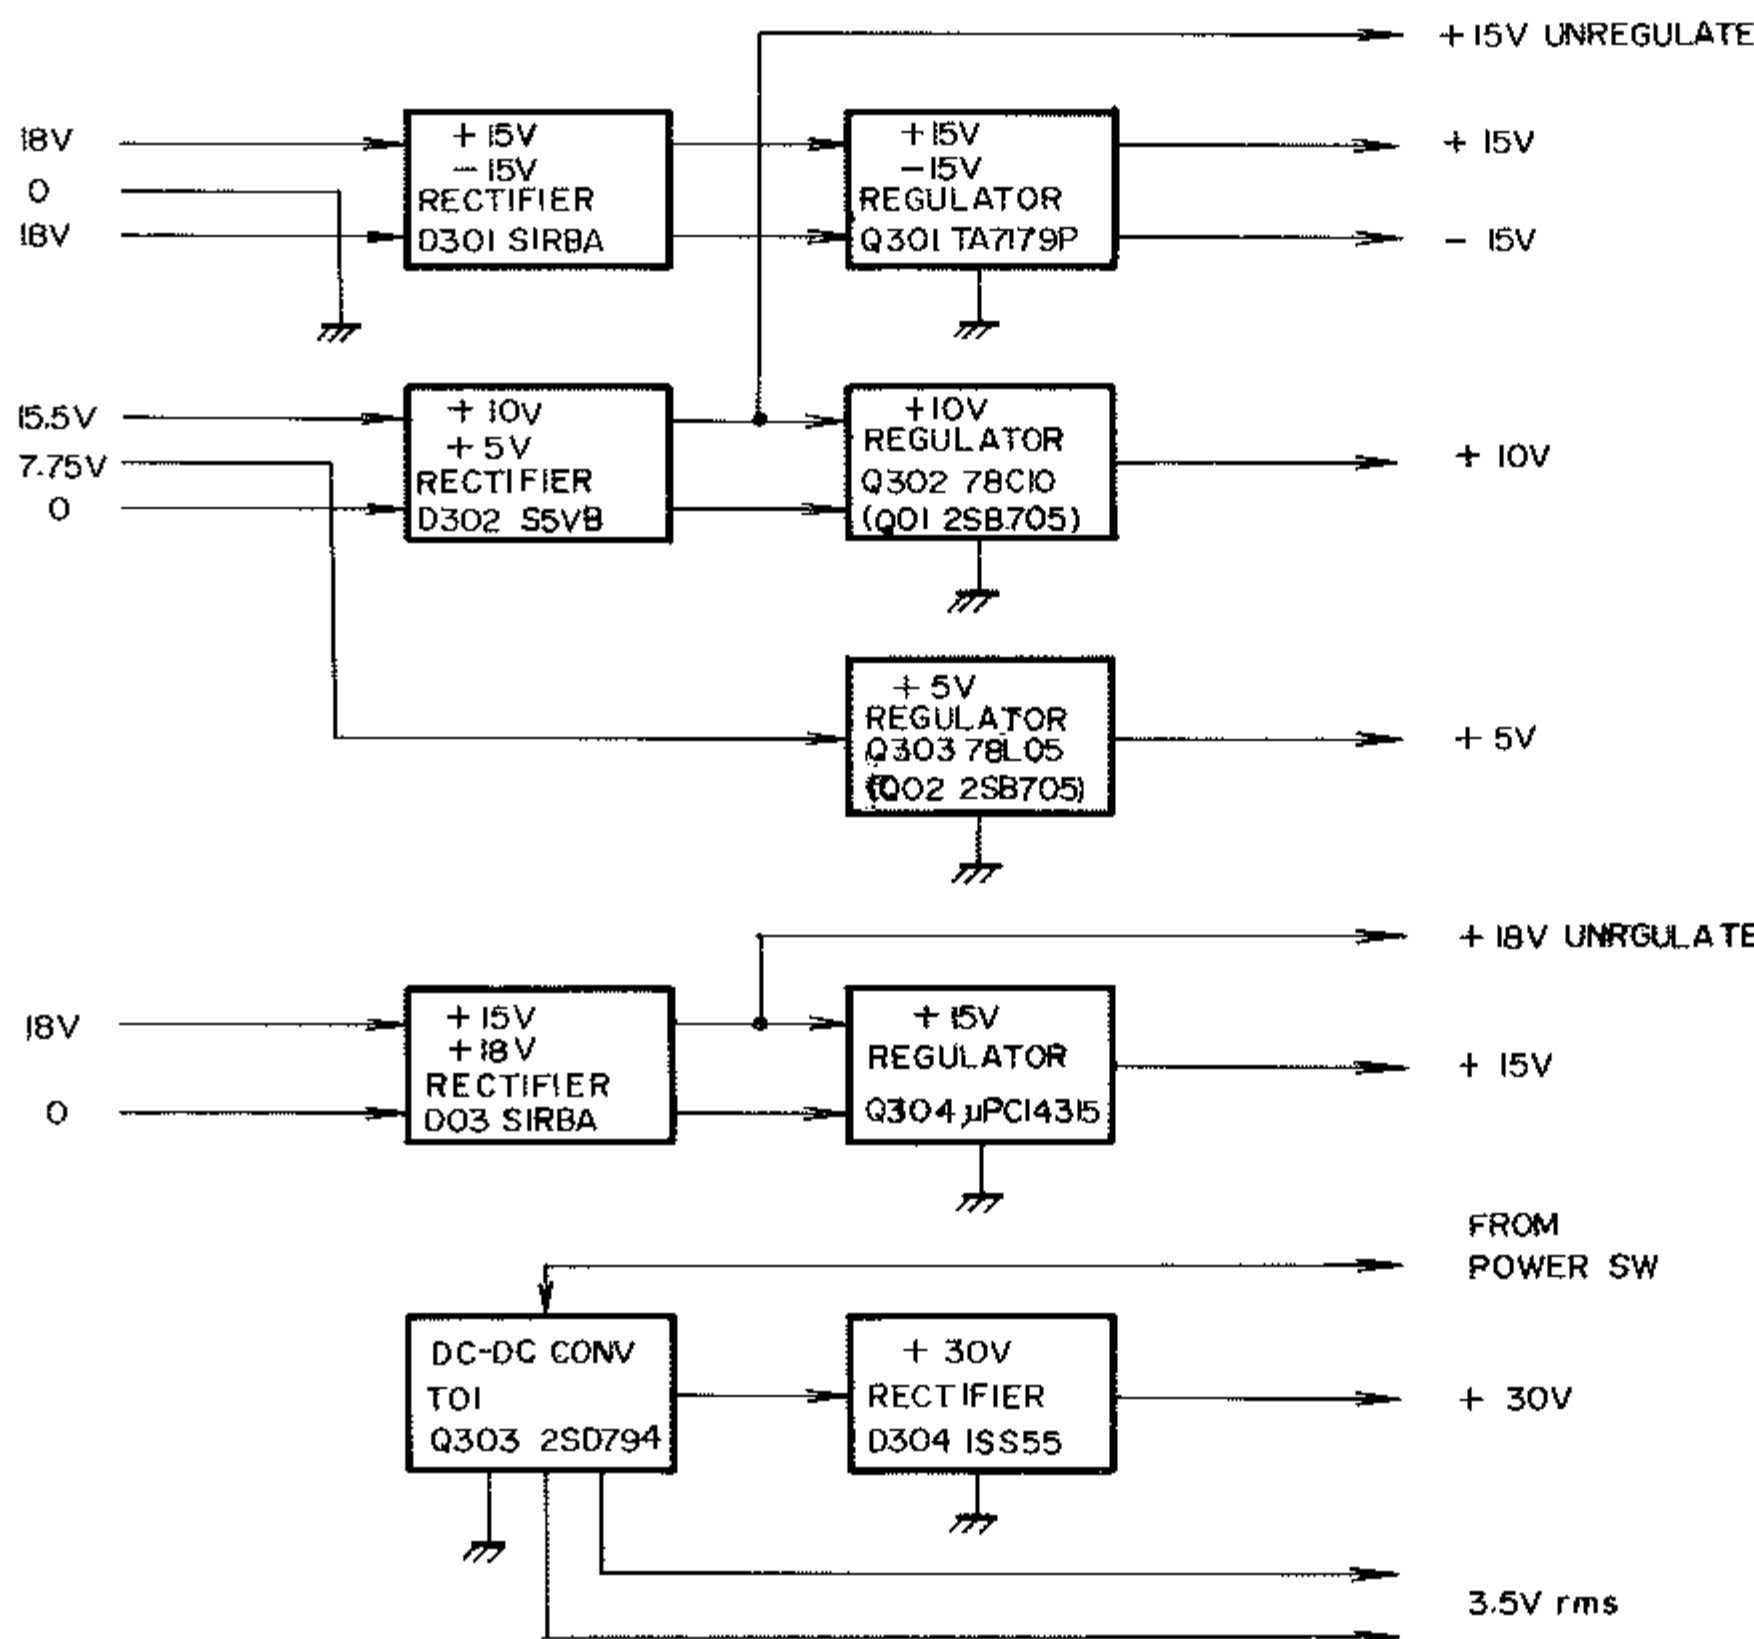 +15V UNREGULATE
18V
0
18V
+15V
-15V
RECTIFIER
D301 SIRBA
+15V
-15V
REGULATOR
Q301 TA7179P
+ 15V
- 15V
15.5V
7.75V
0
+ 10V
+ 5V
RECTIFIER
D302 S5VB
+10V
REGULATOR
Q302 78C10
(Q01 2SB705)
+ 10V
+ 5V
REGULATOR
Q303 78L05
(Q02 2SB705)
+ 5V
+ 18V UNRGULATE
18V
0
+ 15V
+18V
RECTIFIER
D03 SIRBA
+ 15V
REGULATOR
Q304 µPC14315
+ 15V
FROM
POWER SW
DC-DC CONV
T01
Q303 2SD794
+ 30V
RECTIFIER
D304 1SS55
+ 30V
3.5V rms